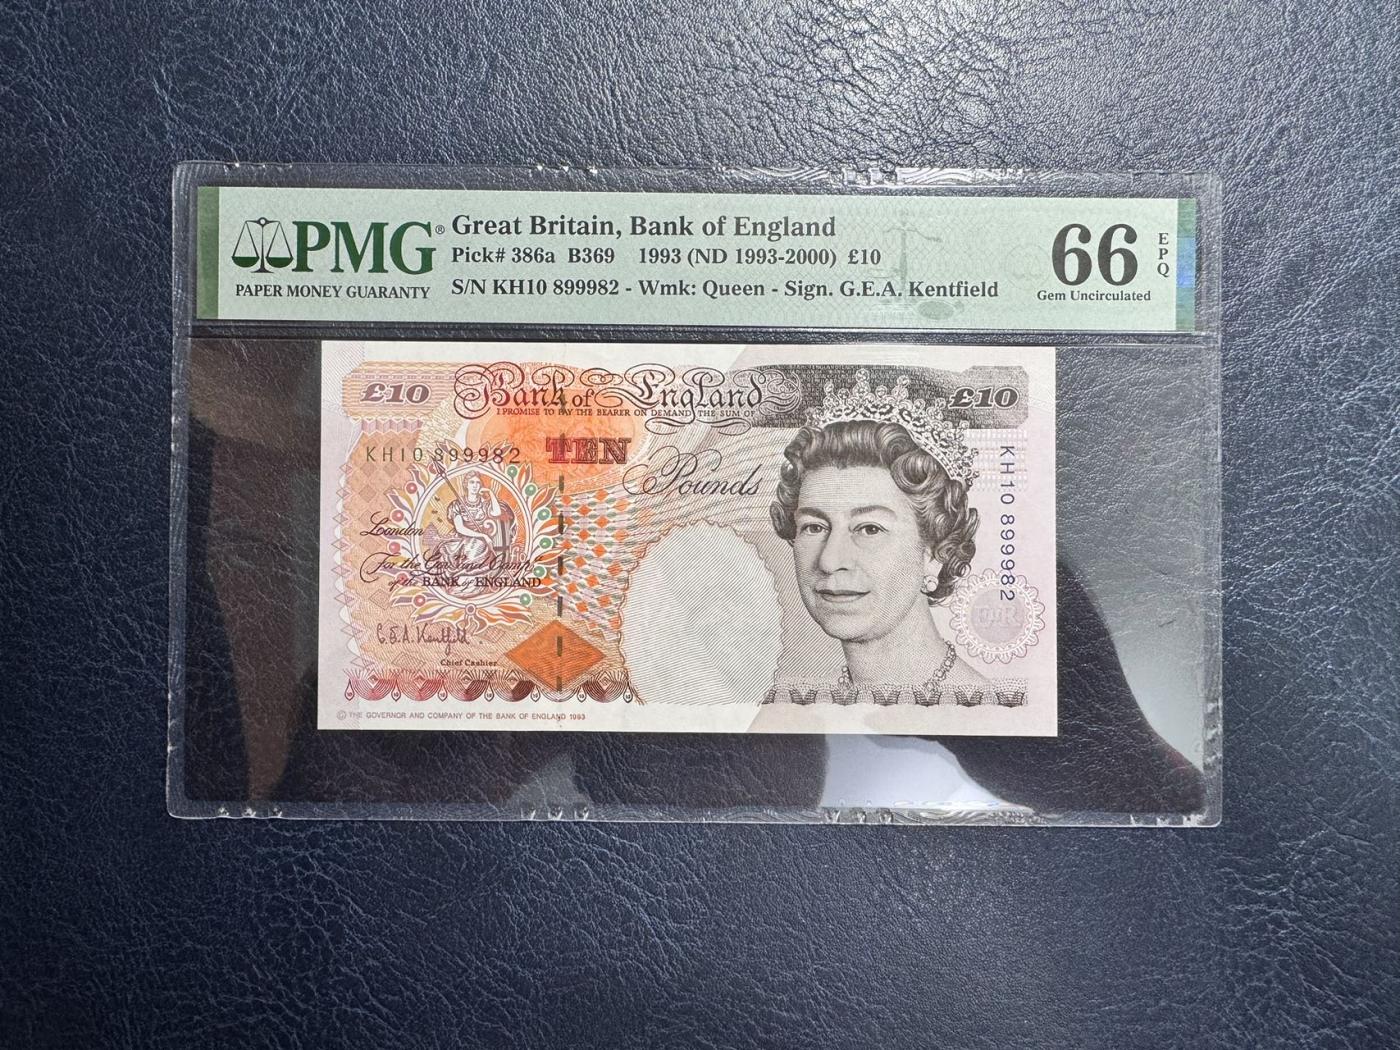 PMG®
PAPER MONEY GUARANTY
Great Britain, Bank of England
Pick# 386a B369 1993 (ND 1993-2000) £10
S/N KH10 899982 - Wmk: Queen - Sign. G.E.A. Kentfield
66
EPQ
Gem Uncirculated
£10
Bank of England
£10
I PROMISE TO PAY THE BEARER ON DEMAND THE SUM OF
KH10 899982
TEN
Pounds
KH10 899982
London
For the Gov. and Comp.
of the BANK of ENGLAND
G E A Kentfield
Chief Cashier
E II R
© THE GOVERNOR AND COMPANY OF THE BANK OF ENGLAND 1993